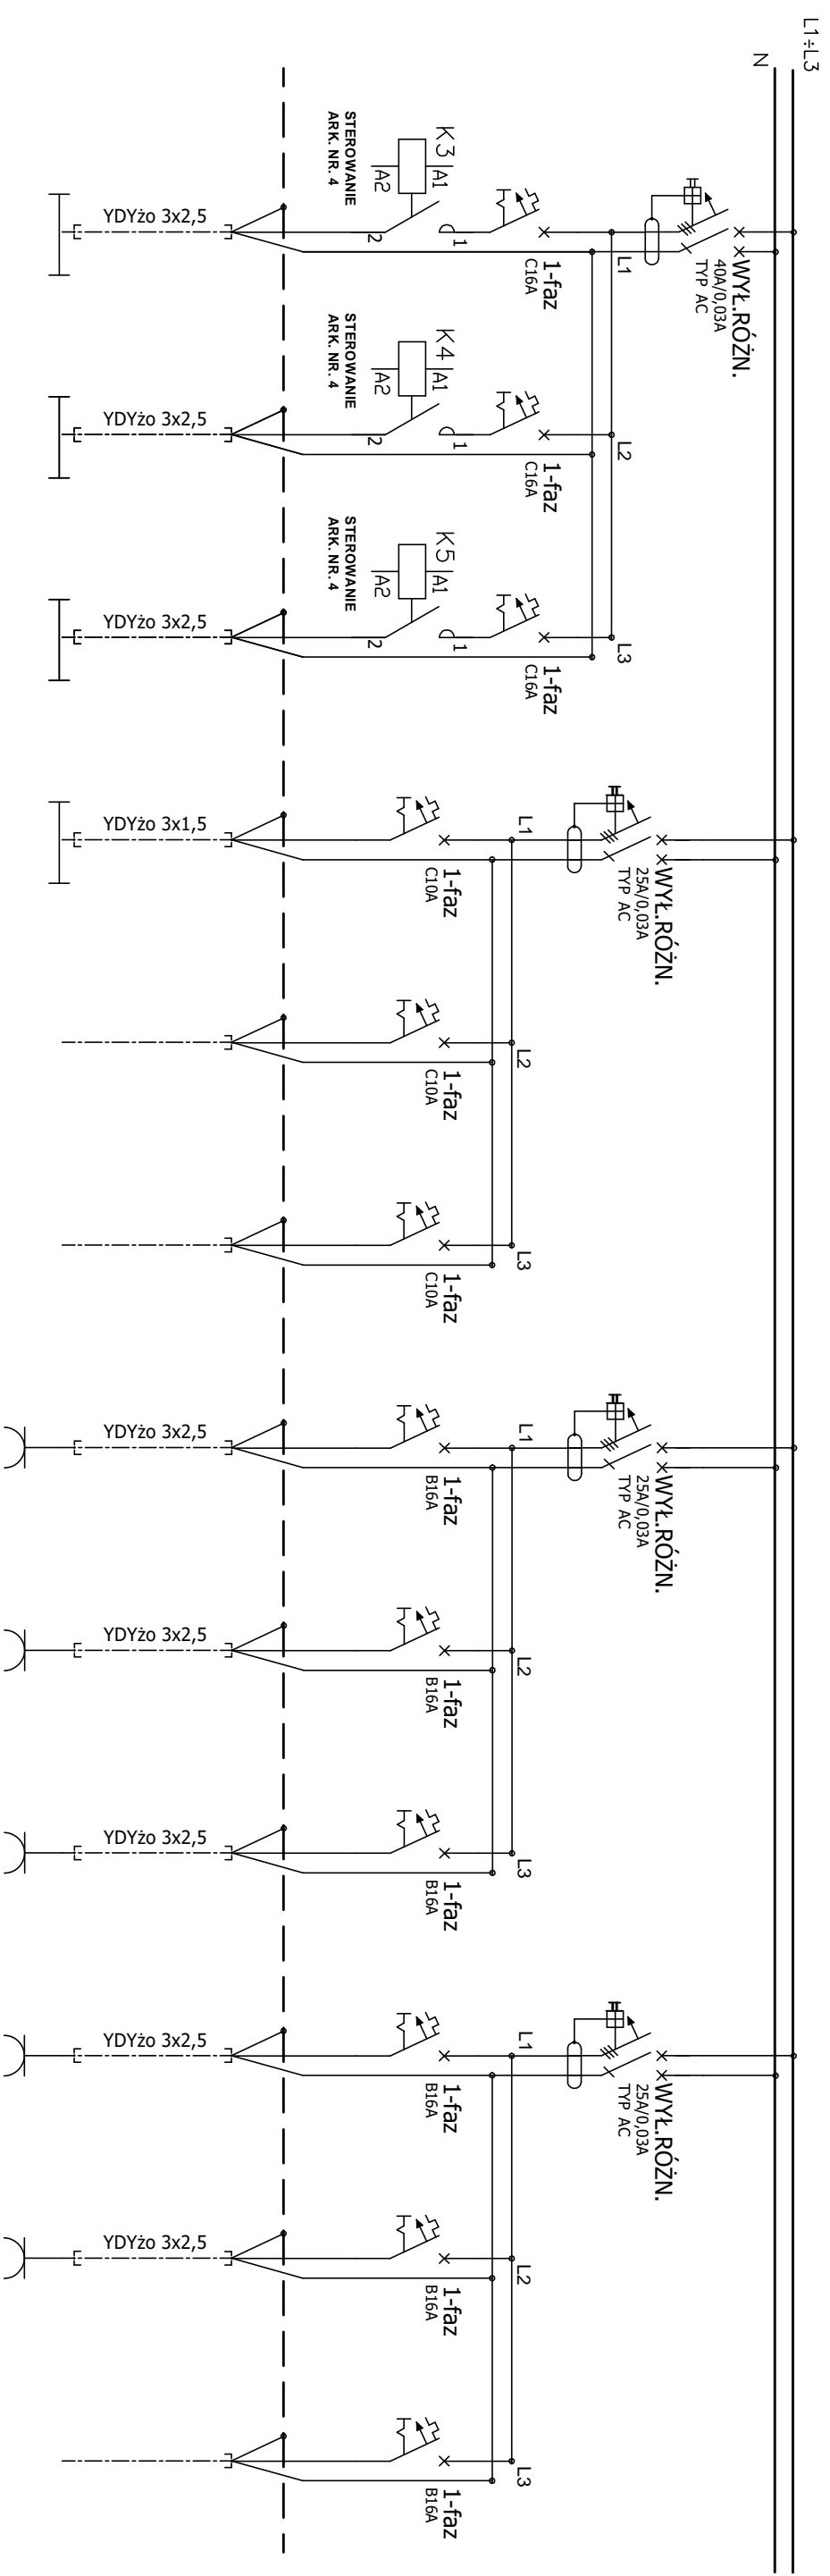 L1÷L3
N
WYŁ.RÓŻN.
40A/0,03A
TYP AC
L1
1-faz
C16A
1
2
K3
A1
A2
STEROWANIE
ARK. NR. 4
YDYżo 3x2,5
L2
1-faz
C16A
1
2
K4
A1
A2
STEROWANIE
ARK. NR. 4
YDYżo 3x2,5
L3
1-faz
C16A
1
2
K5
A1
A2
STEROWANIE
ARK. NR. 4
YDYżo 3x2,5
WYŁ.RÓŻN.
25A/0,03A
TYP AC
L1
1-faz
C10A
YDYżo 3x1,5
L2
1-faz
C10A
L3
1-faz
C10A
WYŁ.RÓŻN.
25A/0,03A
TYP AC
L1
1-faz
B16A
YDYżo 3x2,5
L2
1-faz
B16A
YDYżo 3x2,5
L3
1-faz
B16A
YDYżo 3x2,5
WYŁ.RÓŻN.
25A/0,03A
TYP AC
L1
1-faz
B16A
YDYżo 3x2,5
L2
1-faz
B16A
YDYżo 3x2,5
L3
1-faz
B16A